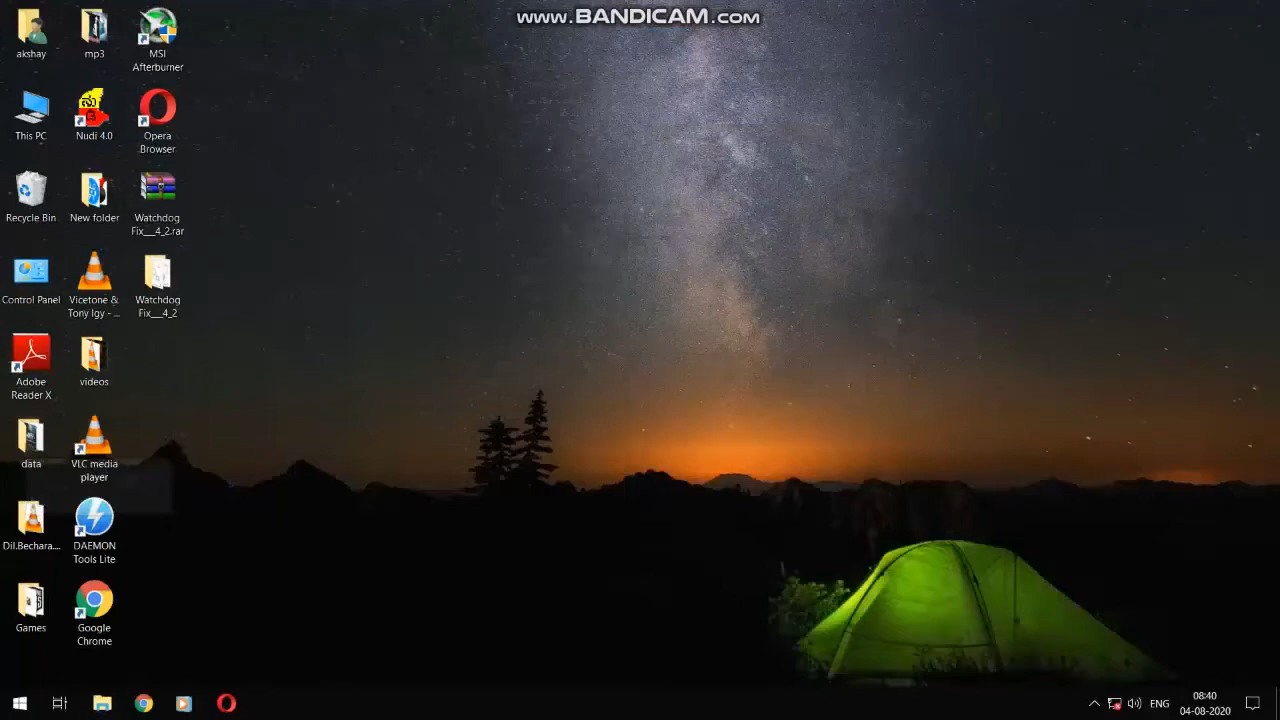 www.BANDICAM.com
akshay
mp3
MSI
Afterburner
This PC
Nudi 4.0
Opera
Browser
Recycle Bin
New folder
Watchdog
Fix___4_2.rar
Control Panel
Vicetone &
Tony Igy - ...
Watchdog
Fix___4_2
Adobe
Reader X
videos
data
VLC media
player
Dil.Bechara....
DAEMON
Tools Lite
Games
Google
Chrome
ENG
08:40
04-08-2020